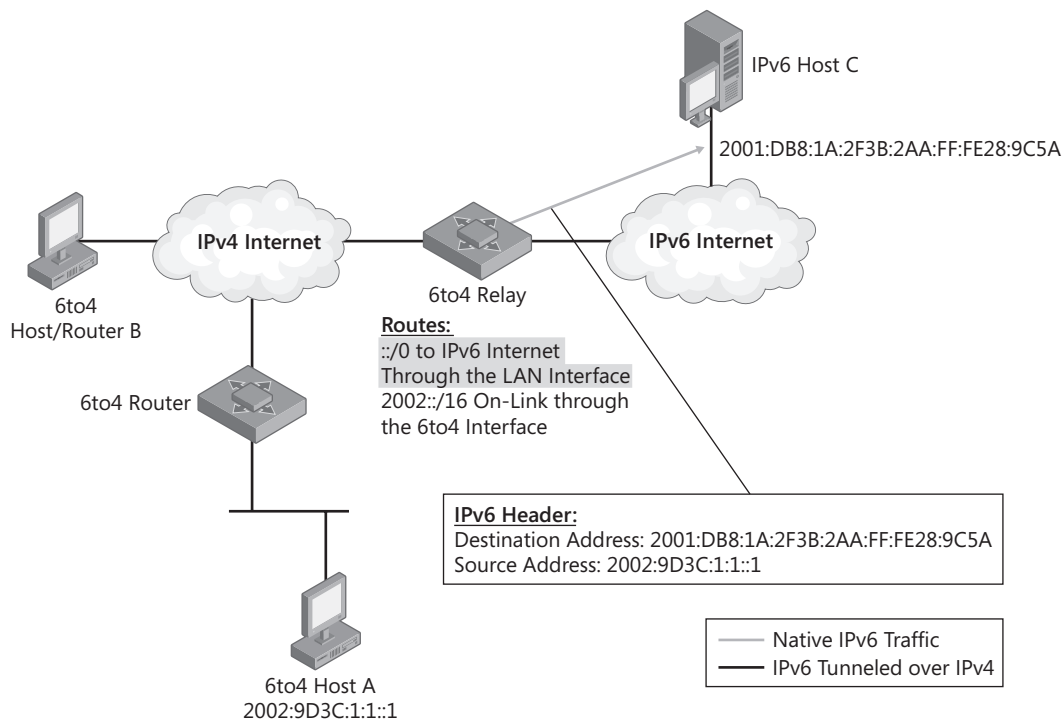 IPv6 Host C
2001:DB8:1A:2F3B:2AA:FF:FE28:9C5A
IPv4 Internet
IPv6 Internet
6to4
Host/Router B
6to4 Relay
Routes:
::/0 to IPv6 Internet
Through the LAN Interface
2002::/16 On-Link through
the 6to4 Interface
6to4 Router
IPv6 Header:
Destination Address: 2001:DB8:1A:2F3B:2AA:FF:FE28:9C5A
Source Address: 2002:9D3C:1:1::1
Native IPv6 Traffic
IPv6 Tunneled over IPv4
6to4 Host A
2002:9D3C:1:1::1